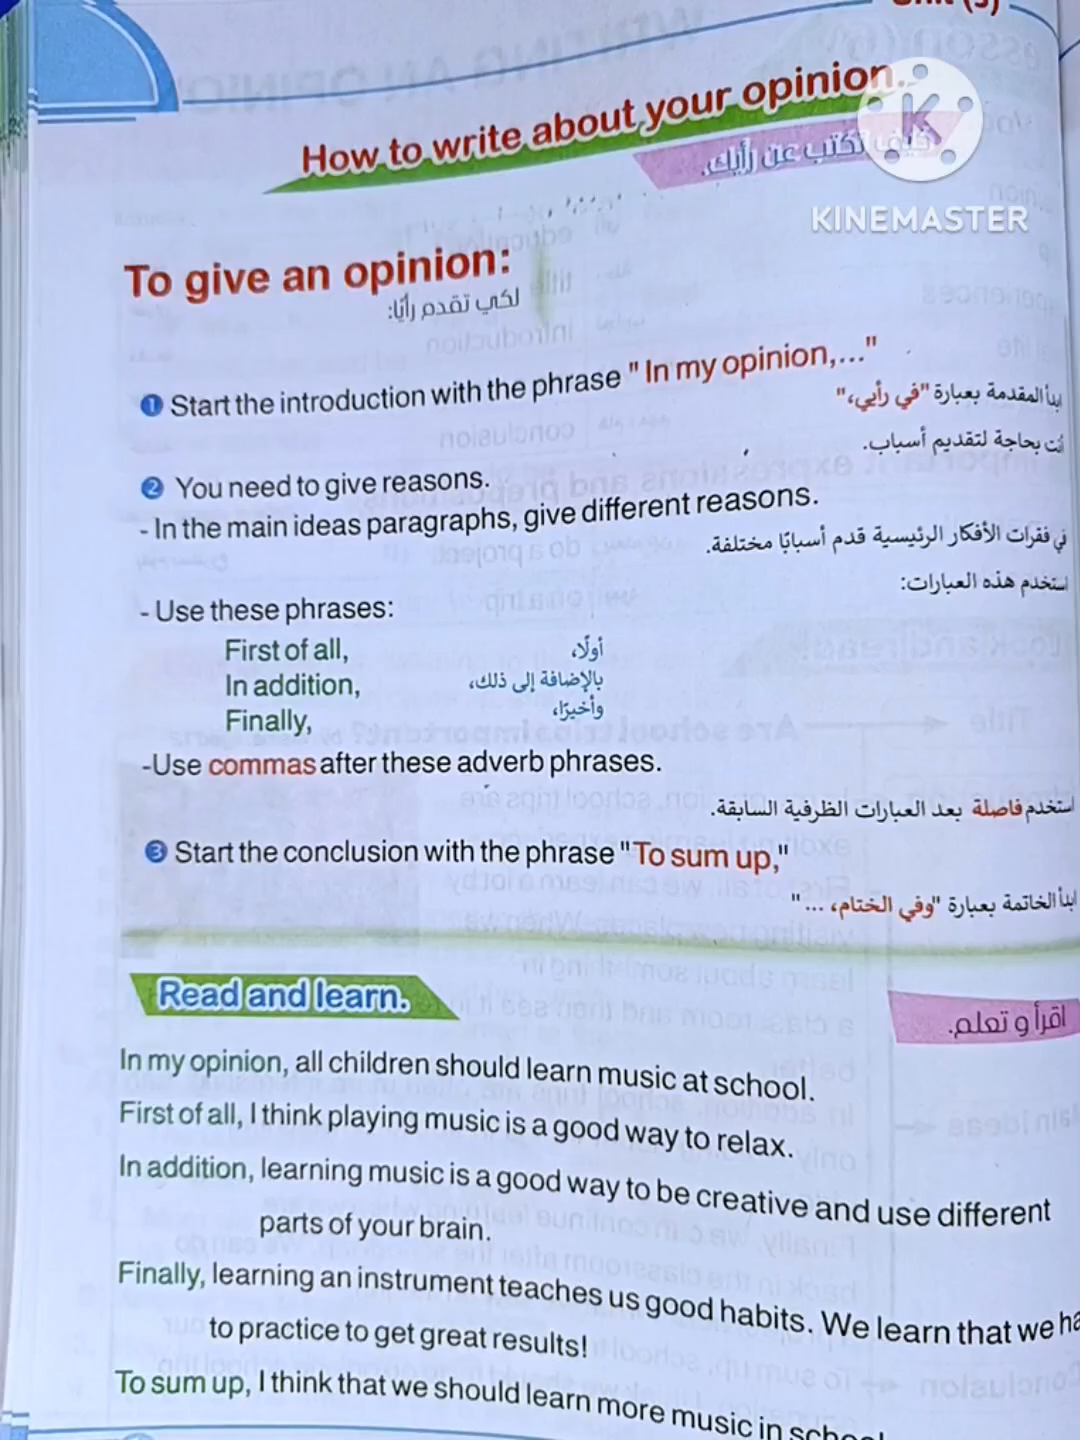 (3)
How to write about your opinion.
تكتب عن رأيك.
KINEMASTER
To give an opinion:
لكي تقدم رأيًا:
1 Start the introduction with the phrase " In my opinion,..."
ابدأ المقدمة بعبارة "في رأيي،"
أنت بحاجة لتقديم أسباب.
2 You need to give reasons.
- In the main ideas paragraphs, give different reasons.
في فقرات الأفكار الرئيسية قدم أسبابًا مختلفة.
استخدم هذه العبارات:
- Use these phrases:
First of all, أولًا،
In addition, بالإضافة إلى ذلك،
Finally, وأخيرًا،
-Use commas after these adverb phrases.
استخدم فاصلة بعد العبارات الظرفية السابقة.
3 Start the conclusion with the phrase "To sum up,"
ابدأ الخاتمة بعبارة "وفي الختام، ..."
Read and learn.
اقرأ و تعلم.
In my opinion, all children should learn music at school.
First of all, I think playing music is a good way to relax.
In addition, learning music is a good way to be creative and use different
parts of your brain.
Finally, learning an instrument teaches us good habits. We learn that we
to practice to get great results!
To sum up, I think that we should learn more music in